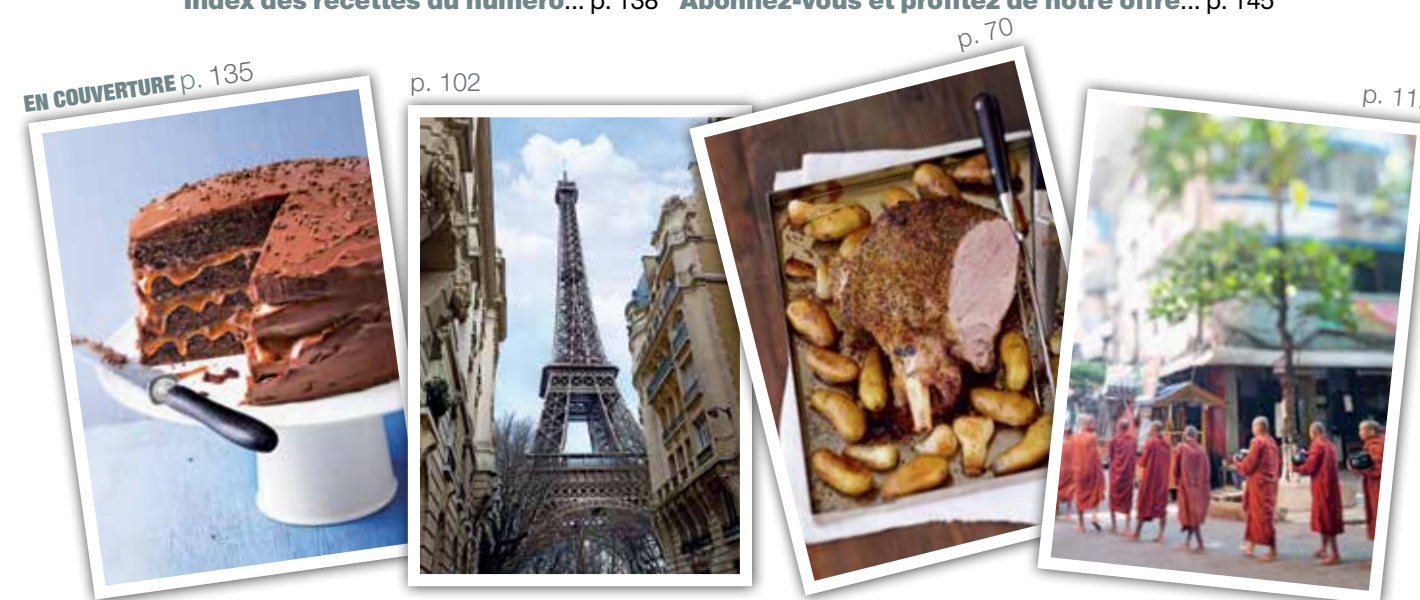 Index des recettes du numéro... p. 138 Abonnez-vous et profitez de notre offre... p. 145
p. 70
EN COUVERTURE p. 135
p. 102